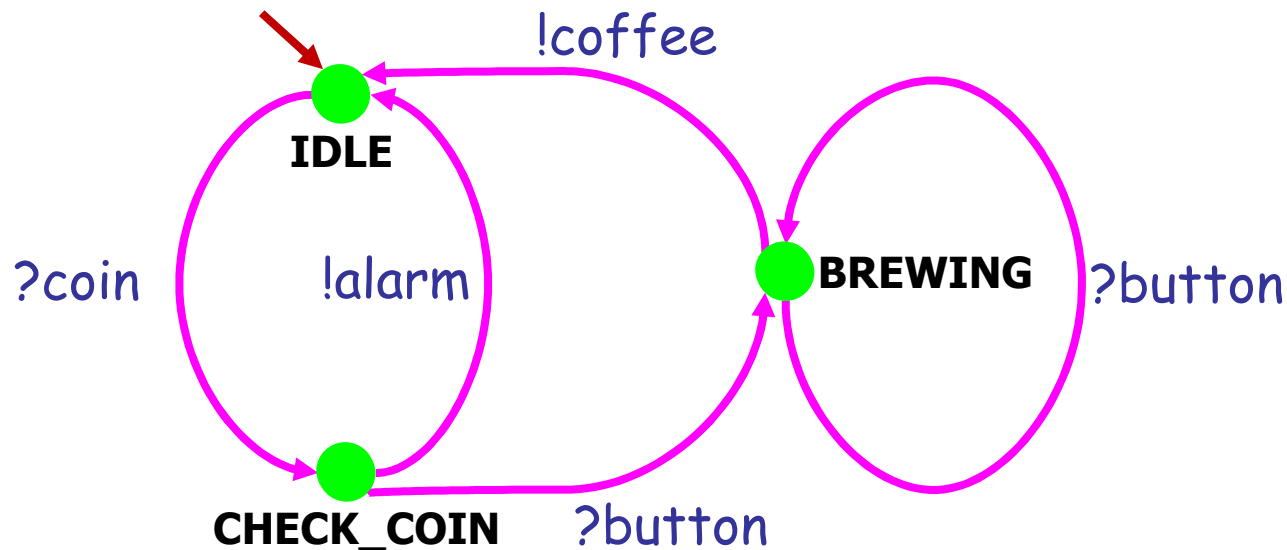 !coffee
IDLE
?coin
!alarm
BREWING
?button
CHECK_COIN
?button